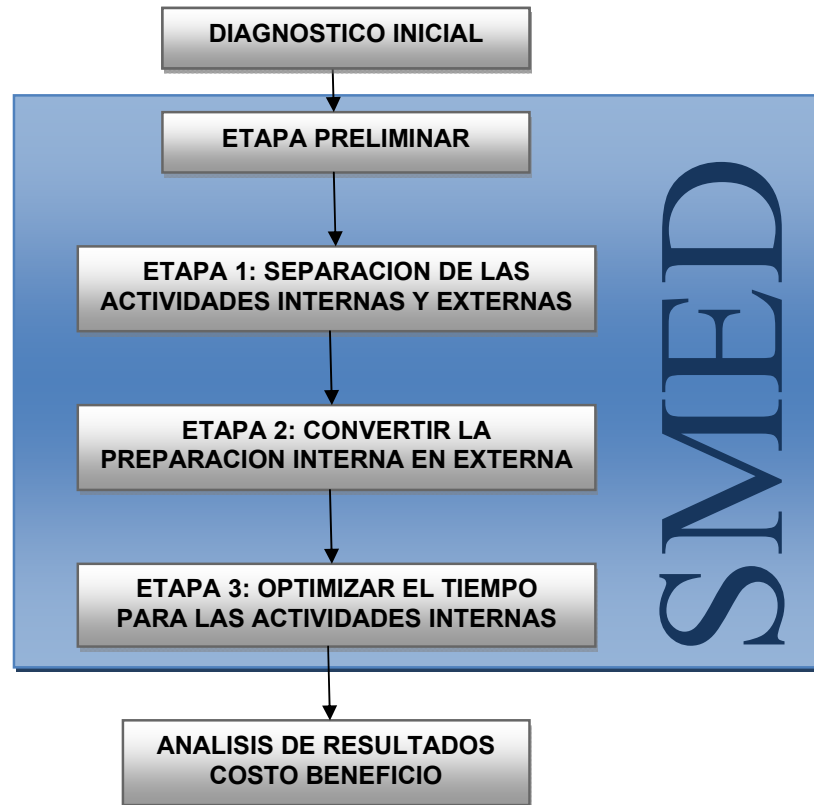 DIAGNOSTICO INICIAL
ETAPA PRELIMINAR
ETAPA 1: SEPARACION DE LAS
ACTIVIDADES INTERNAS Y EXTERNAS
ETAPA 2: CONVERTIR LA
PREPARACION INTERNA EN EXTERNA
ETAPA 3: OPTIMIZAR EL TIEMPO
PARA LAS ACTIVIDADES INTERNAS
SMED
ANALISIS DE RESULTADOS
COSTO BENEFICIO